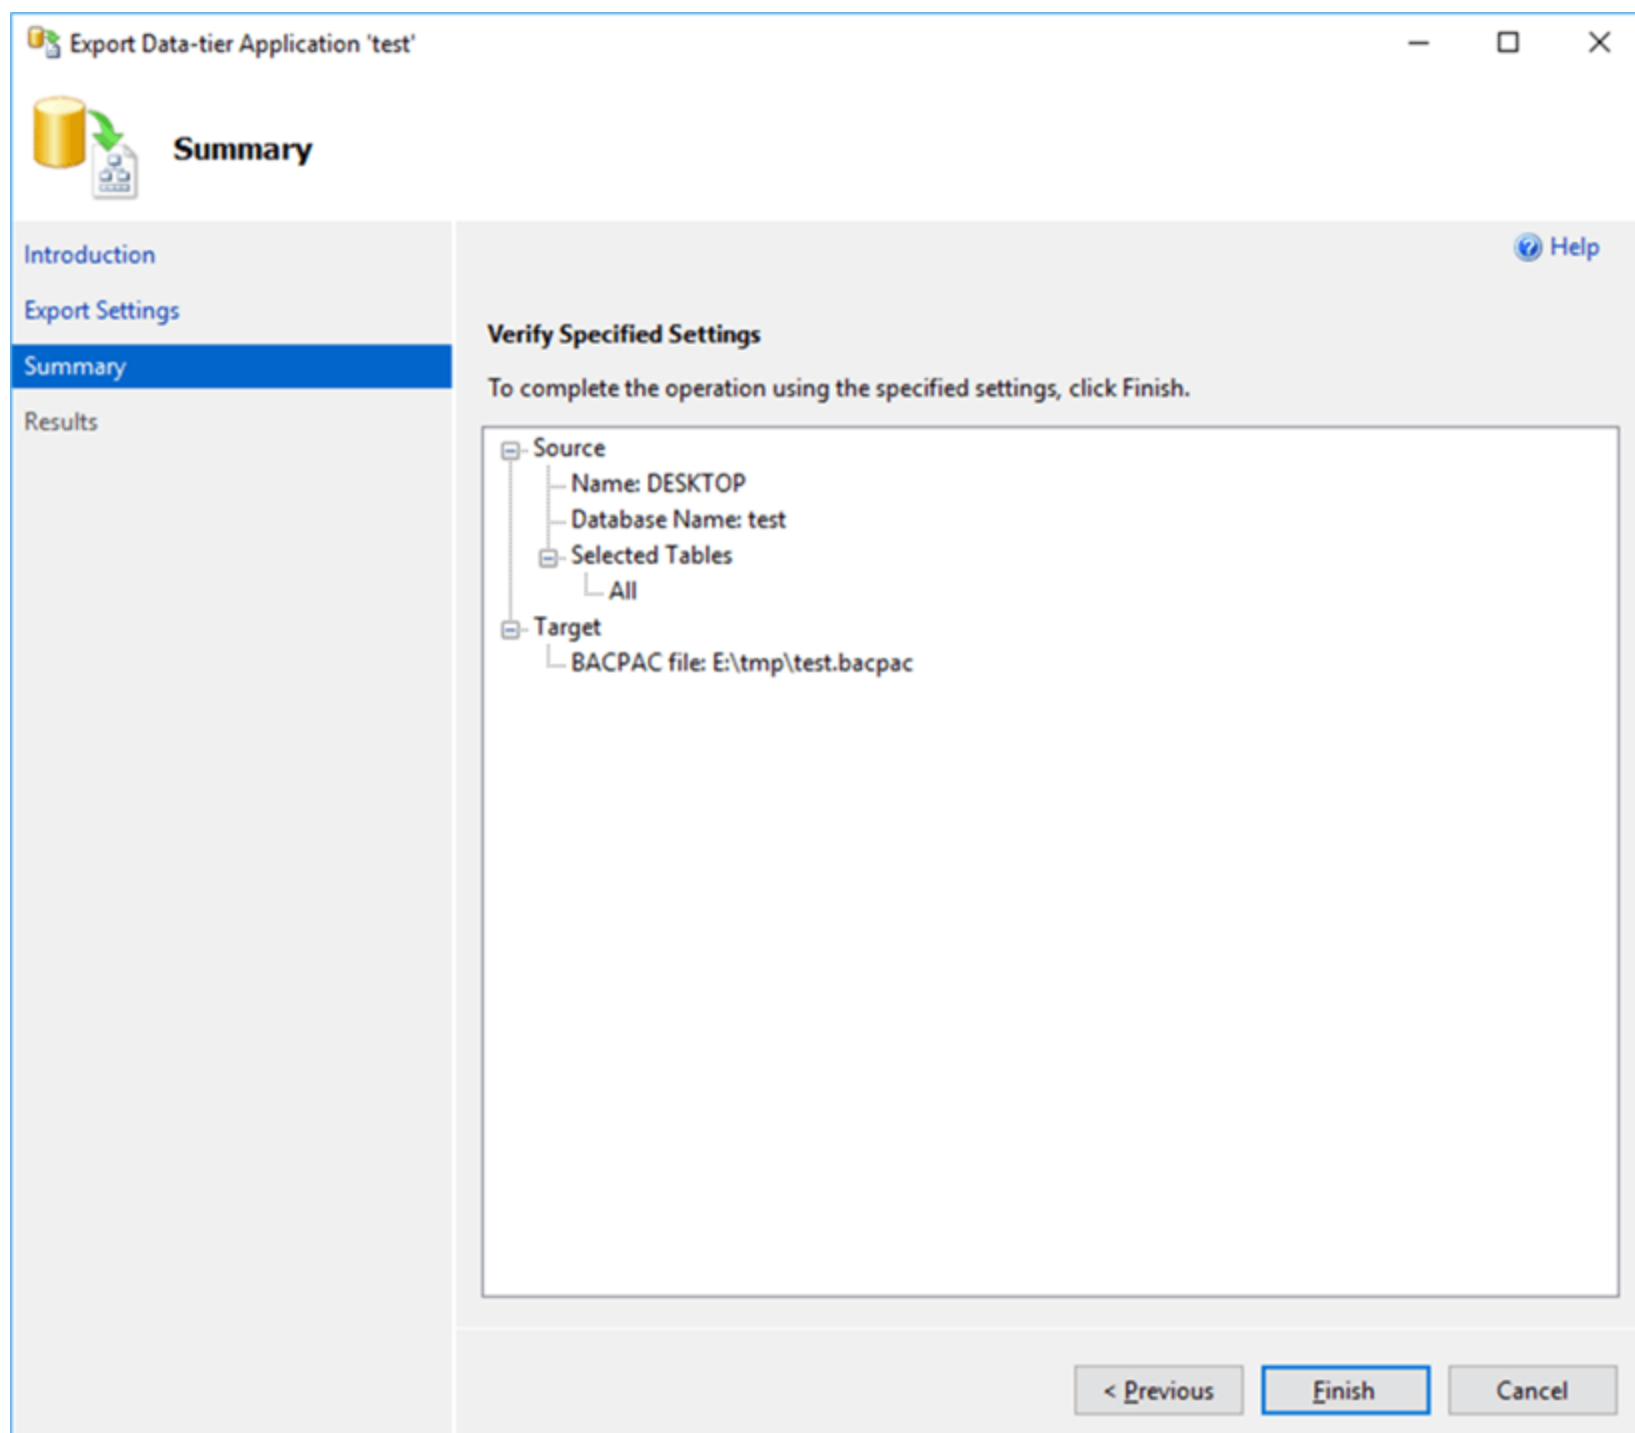 Export Data-tier Application 'test'
Summary
Introduction
Export Settings
Summary
Results
Help
Verify Specified Settings
To complete the operation using the specified settings, click Finish.
Source
Name: DESKTOP
Database Name: test
Selected Tables
All
Target
BACPAC file: E:\tmp\test.bacpac
< Previous
Finish
Cancel